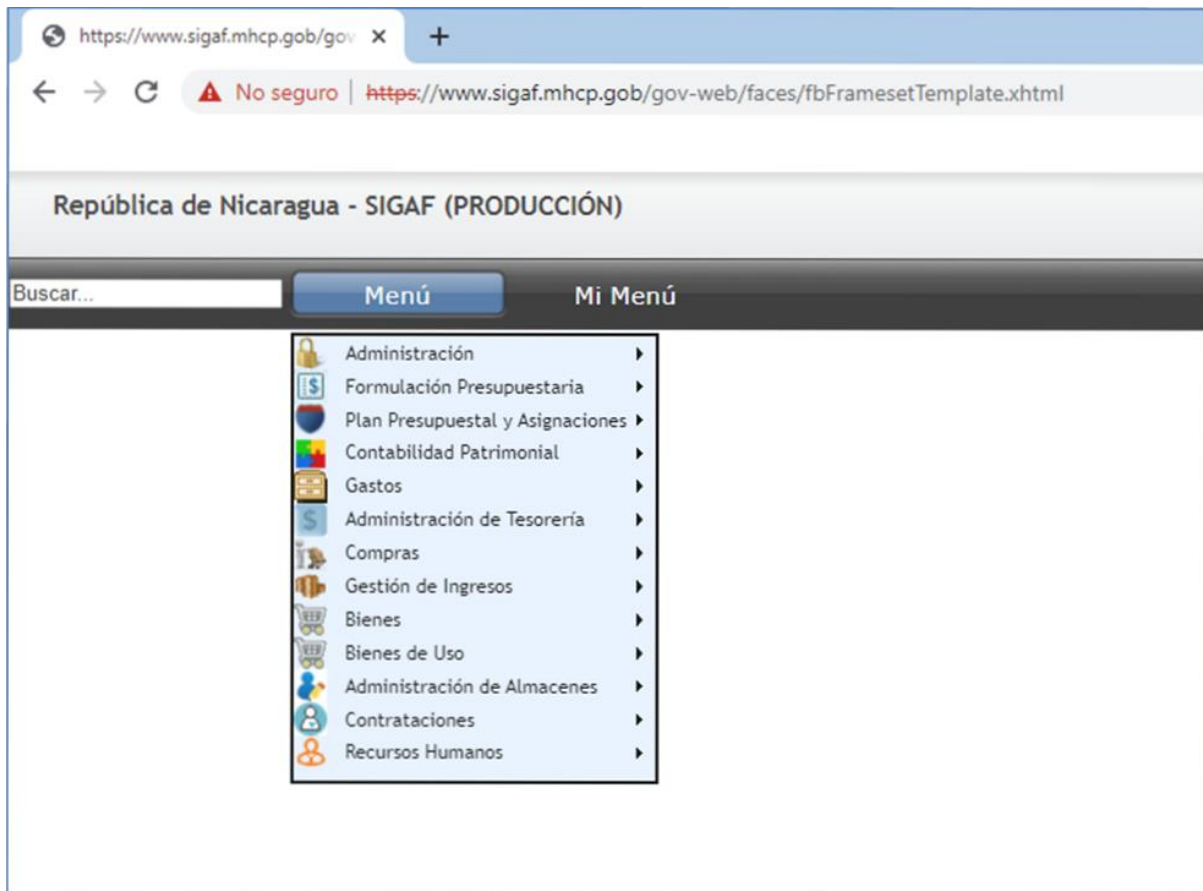 https://www.sigaf.mhcp.gob/gov
No seguro | https://www.sigaf.mhcp.gob/gov-web/faces/fbFramesetTemplate.xhtml
República de Nicaragua - SIGAF (PRODUCCIÓN)
Buscar... Menú Mi Menú
Administración
Formulación Presupuestaria
Plan Presupuestal y Asignaciones
Contabilidad Patrimonial
Gastos
Administración de Tesorería
Compras
Gestión de Ingresos
Bienes
Bienes de Uso
Administración de Almacenes
Contrataciones
Recursos Humanos